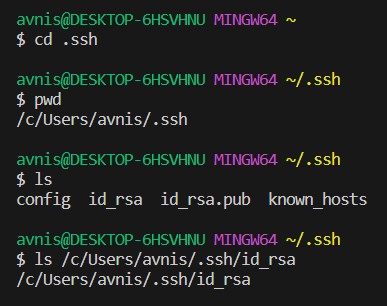 avnis@DESKTOP-6HSVHNU MINGW64 ~
$ cd .ssh
avnis@DESKTOP-6HSVHNU MINGW64 ~/.ssh
$ pwd
/c/Users/avnis/.ssh
avnis@DESKTOP-6HSVHNU MINGW64 ~/.ssh
$ ls
config  id_rsa  id_rsa.pub  known_hosts
avnis@DESKTOP-6HSVHNU MINGW64 ~/.ssh
$ ls /c/Users/avnis/.ssh/id_rsa
/c/Users/avnis/.ssh/id_rsa